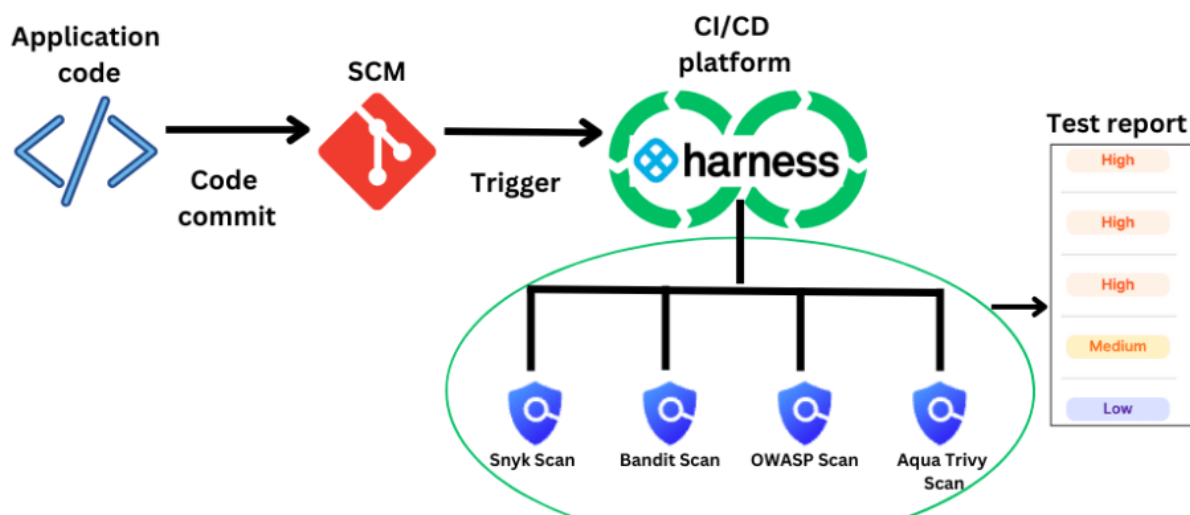 Application
code
Code
commit
SCM
Trigger
CI/CD
platform
harness
Snyk Scan
Bandit Scan
OWASP Scan
Aqua Trivy
Scan
Test report
High
High
High
Medium
Low